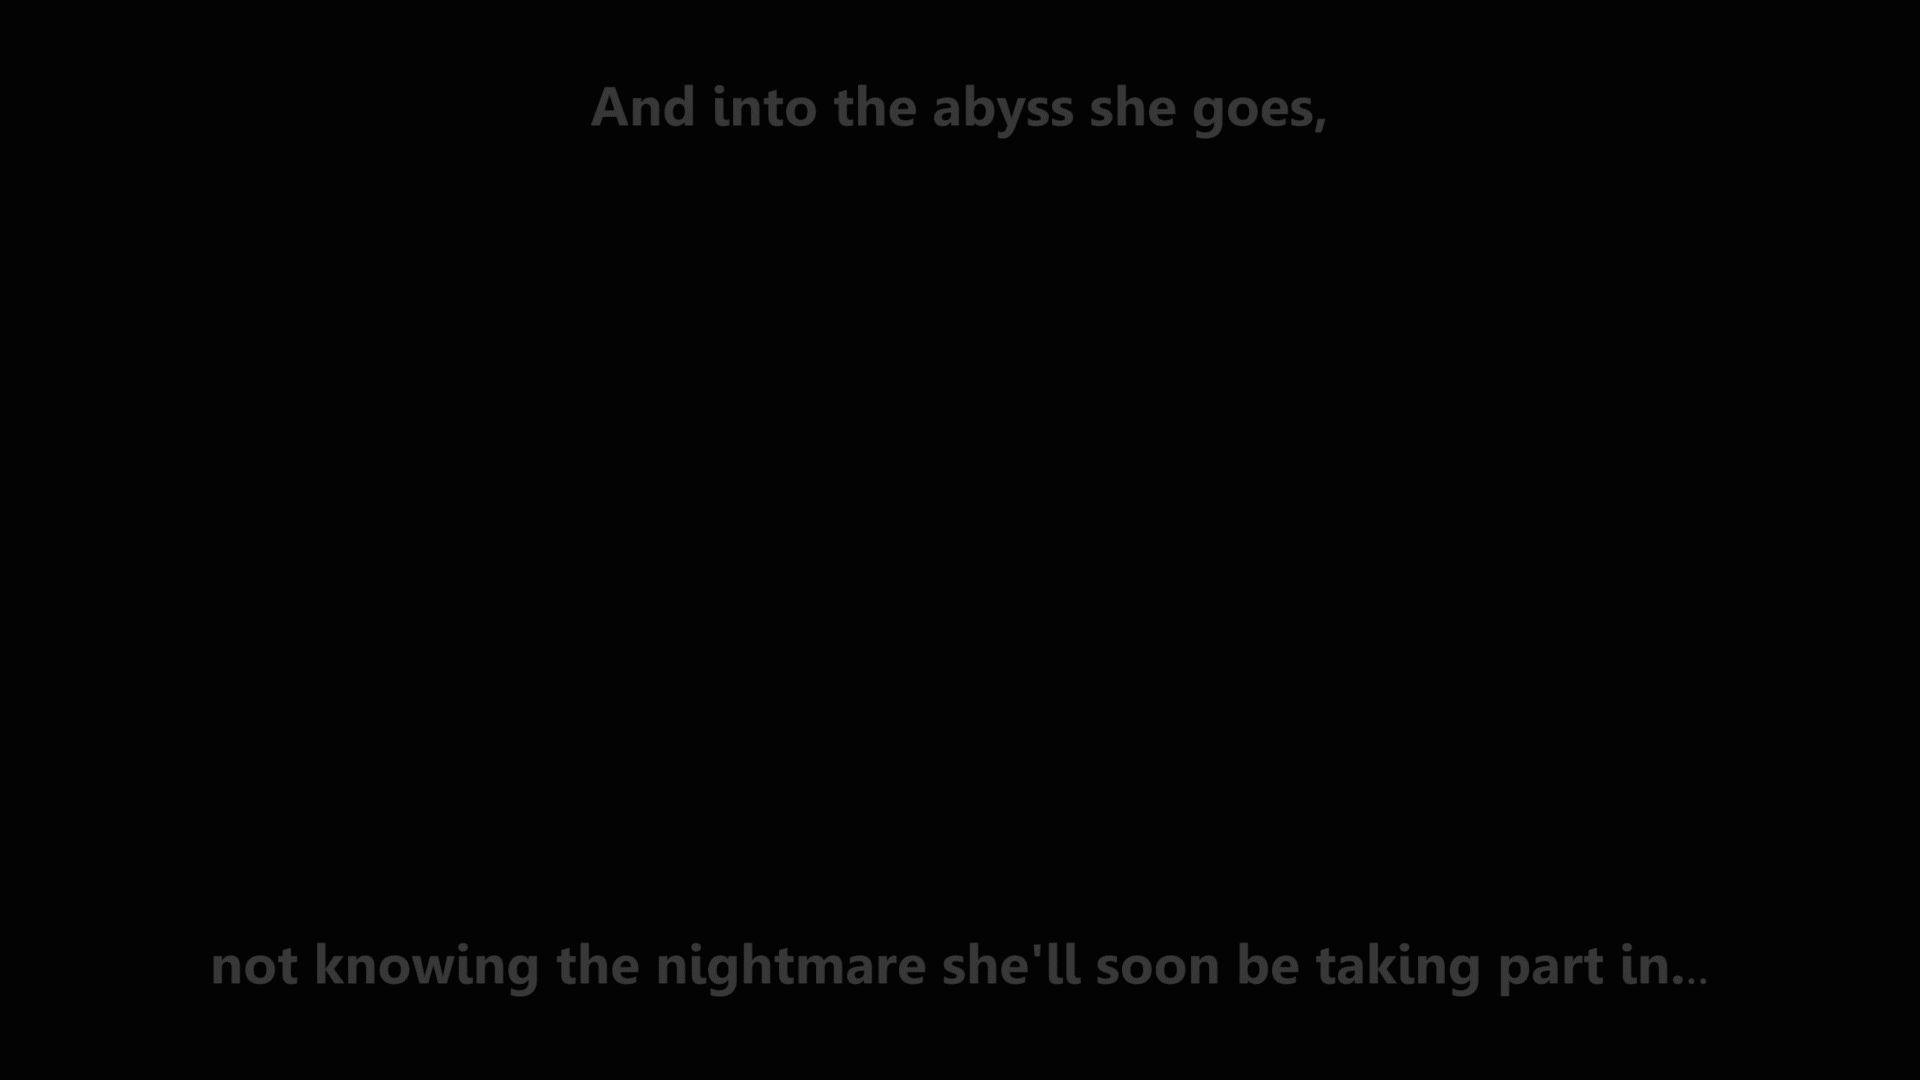 And into the abyss she goes,
not knowing the nightmare she'll soon be taking part in...